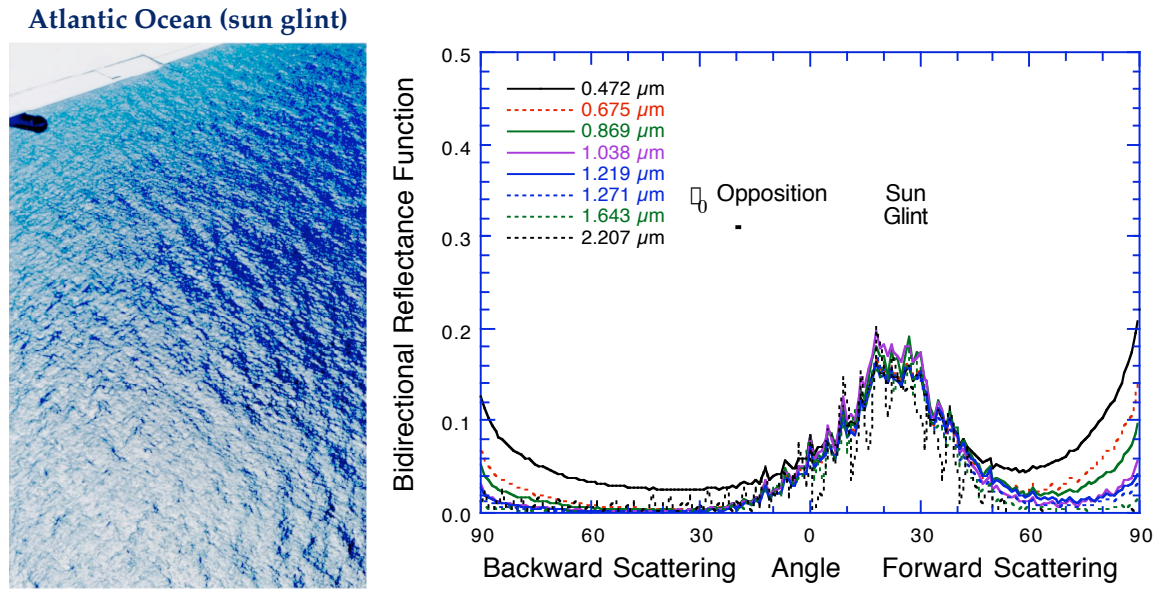 Atlantic Ocean (sun glint)
Bidirectional Reflectance Function
0.5
0.4
0.3
0.2
0.1
0.0
0.472 µm
0.675 µm
0.869 µm
1.038 µm
1.219 µm
1.271 µm
1.643 µm
2.207 µm
▯0 Opposition
Sun
Glint
90 60 30 0 30 60 90
Backward Scattering Angle Forward Scattering